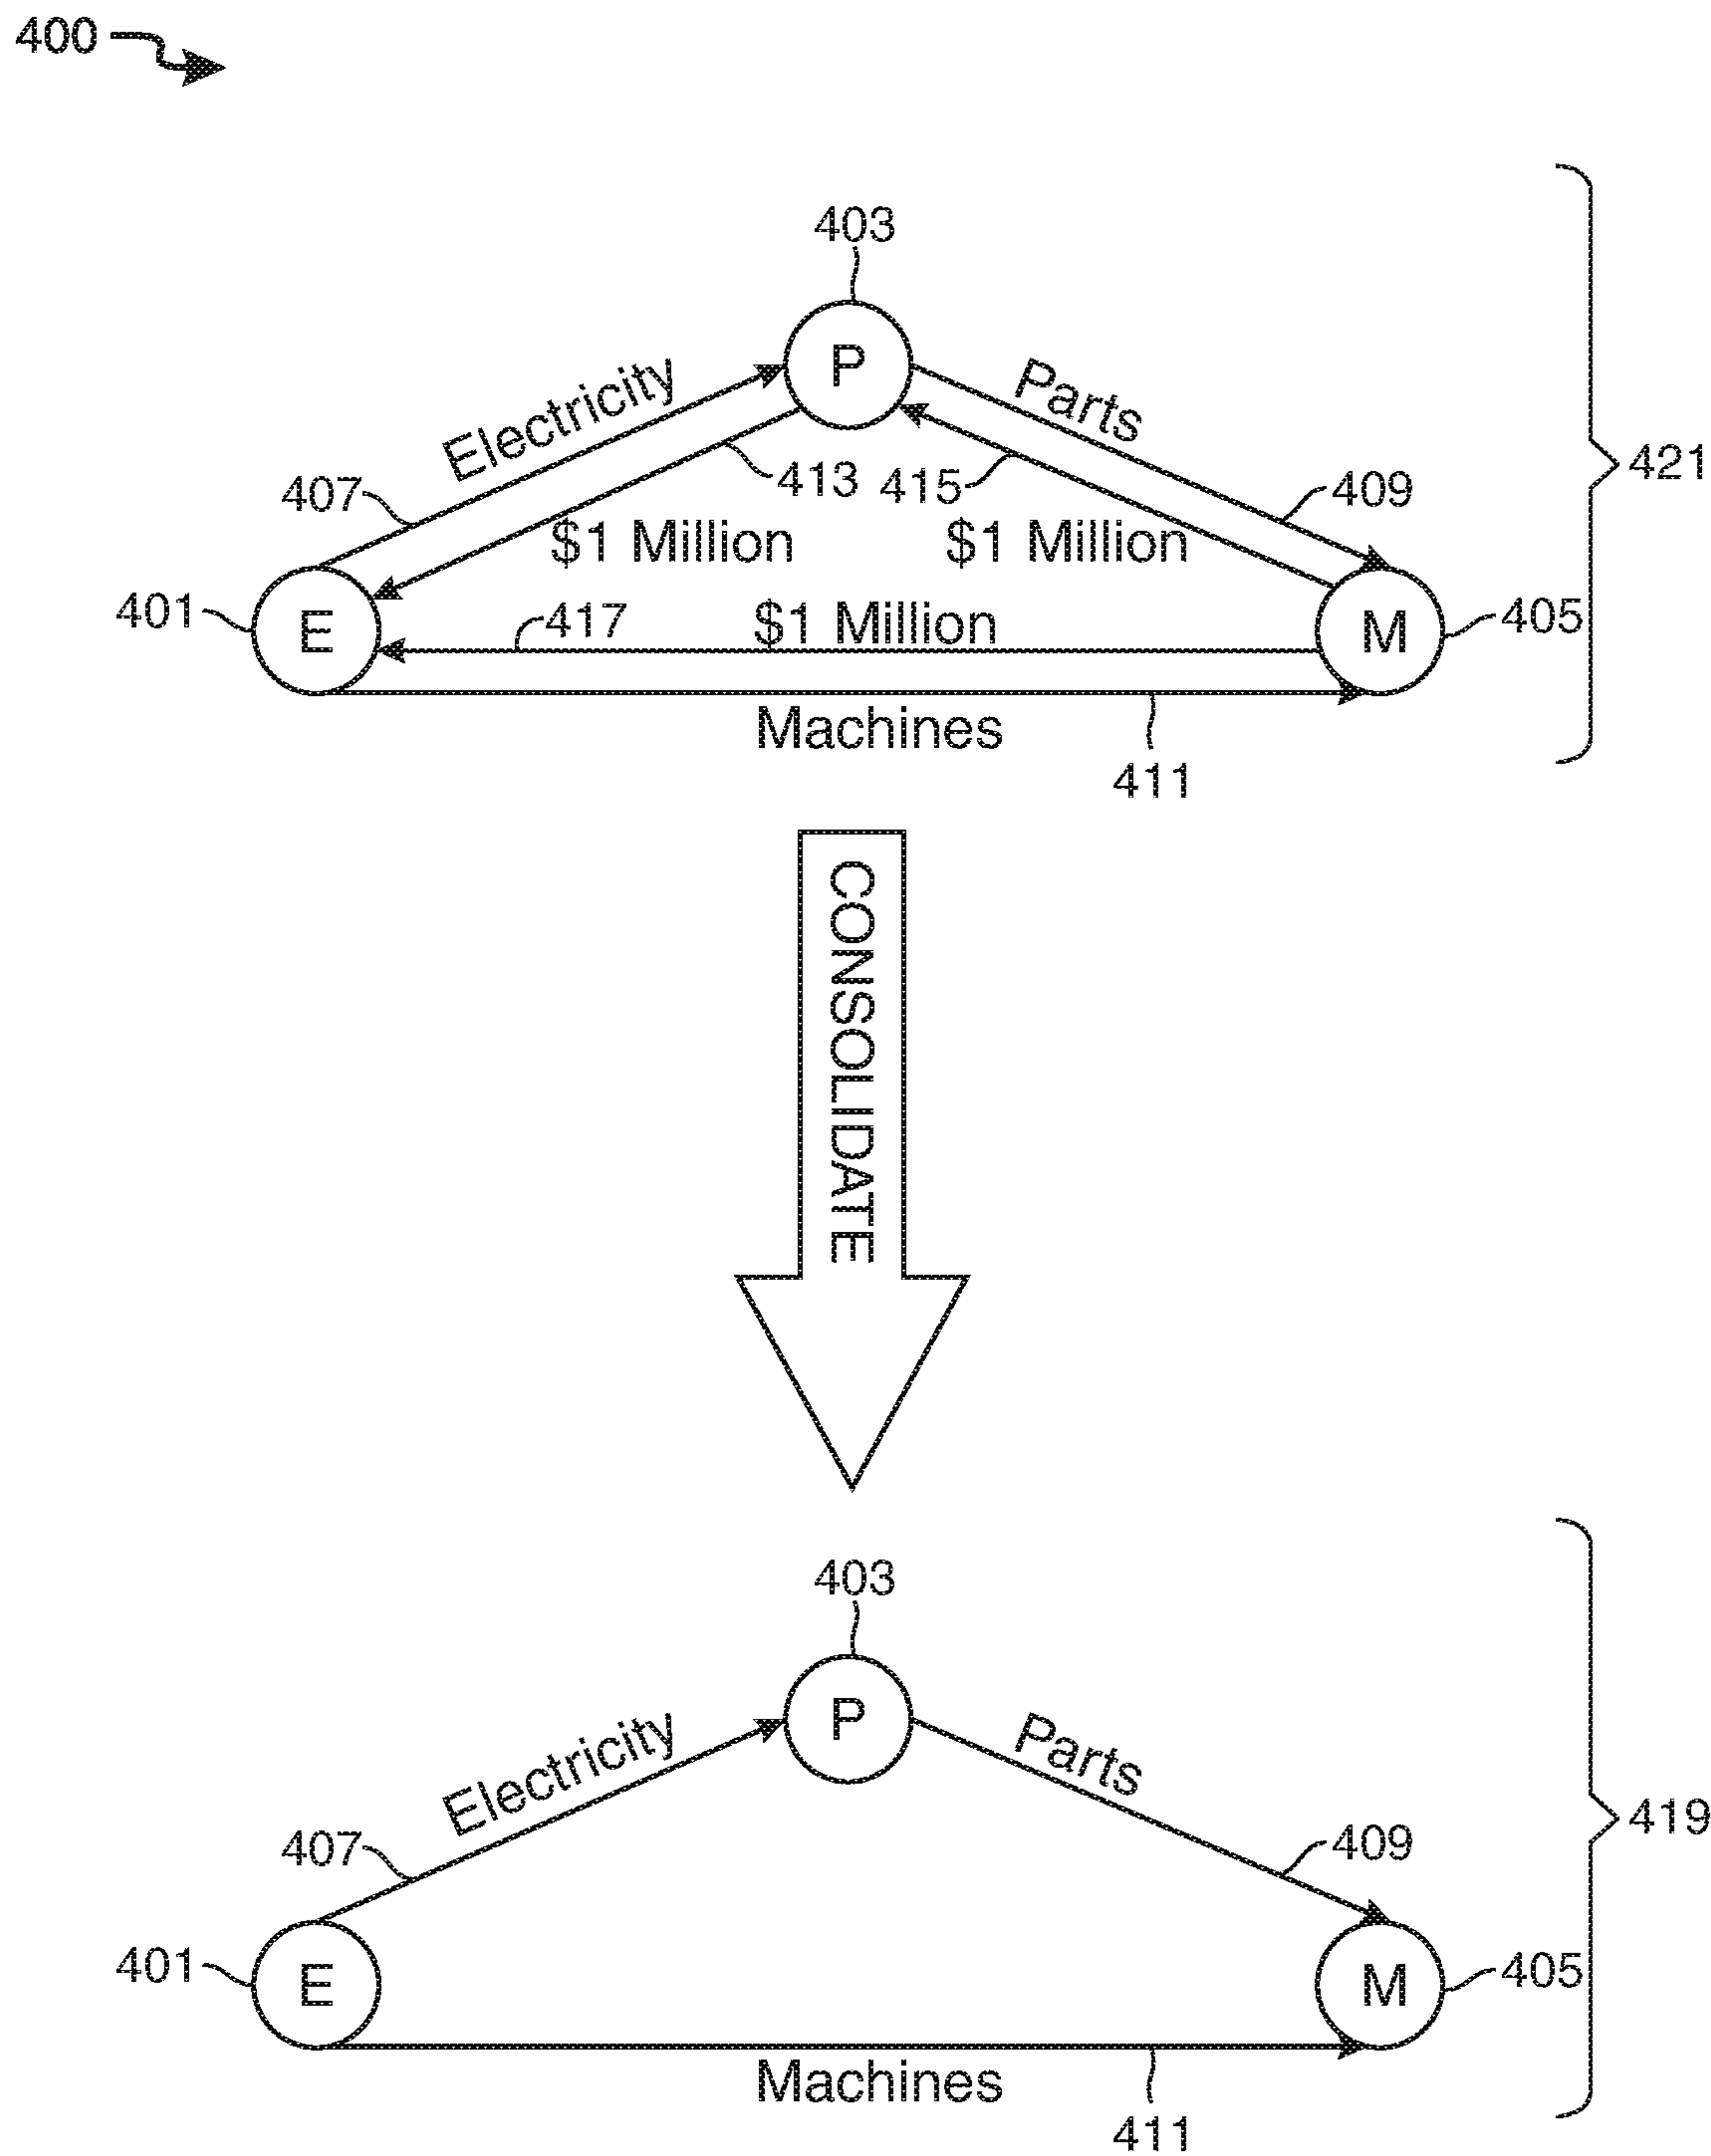 400
403
P
Electricity
Parts
407
413
415
409
421
$1 Million
$1 Million
401
E
417
$1 Million
M
405
Machines
411
CONSOLIDATE
403
P
Electricity
Parts
407
409
419
401
E
M
405
Machines
411